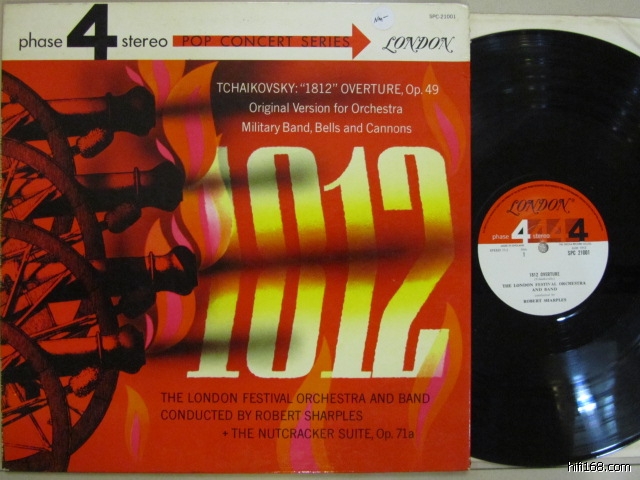 SPC-21001
phase 4 stereo POP CONCERT SERIES LONDON
TCHAIKOVSKY: "1812" OVERTURE, Op. 49
Original Version for Orchestra
Military Band, Bells and Cannons
1012
1012
THE LONDON FESTIVAL ORCHESTRA AND BAND
CONDUCTED BY ROBERT SHARPLES
+ THE NUTCRACKER SUITE, Op. 71a
LONDON
phase 4 stereo
SPC 21001
1812 OVERTURE
THE LONDON FESTIVAL ORCHESTRA
AND BAND
ROBERT SHARPLES
hifi168.com